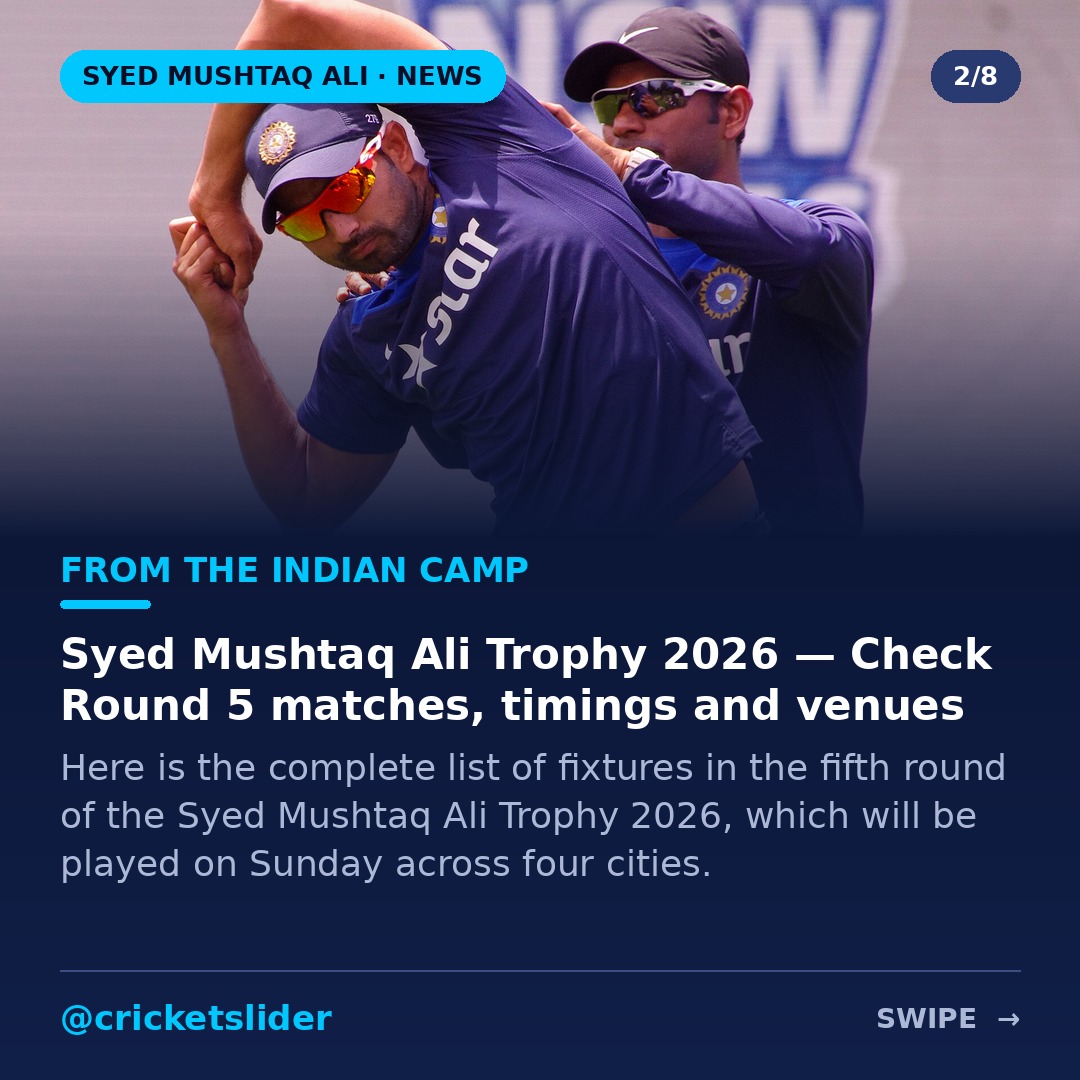 SYED MUSHTAQ ALI · NEWS
2/8
star
FROM THE INDIAN CAMP
Syed Mushtaq Ali Trophy 2026 — Check
Round 5 matches, timings and venues
Here is the complete list of fixtures in the fifth round
of the Syed Mushtaq Ali Trophy 2026, which will be
played on Sunday across four cities.
@cricketslider
SWIPE →